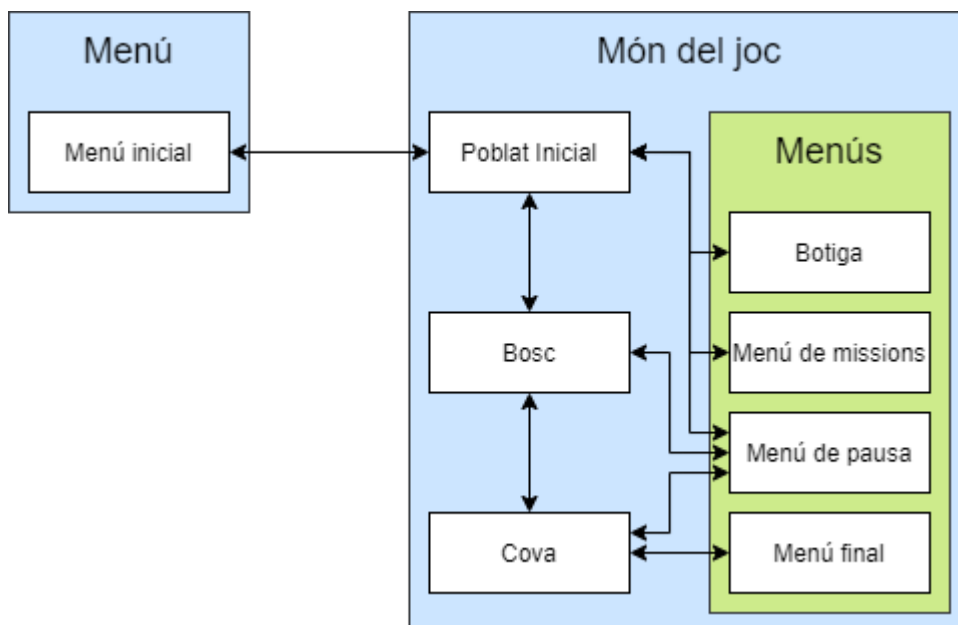 Menú
Menú inicial
Món del joc
Poblat Inicial
Bosc
Cova
Menús
Botiga
Menú de missions
Menú de pausa
Menú final